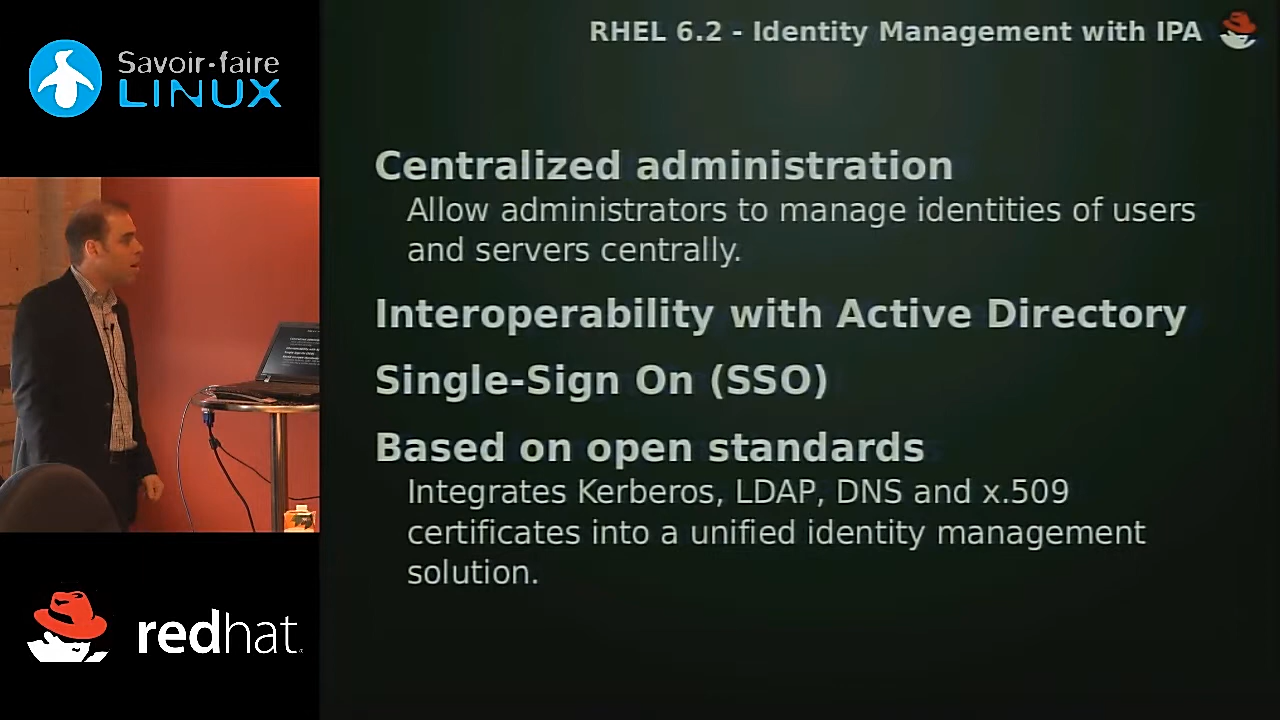 Savoir-faire
LINUX
RHEL 6.2 - Identity Management with IPA
Centralized administration
Allow administrators to manage identities of users
and servers centrally.
Interoperability with Active Directory
Single-Sign On (SSO)
Based on open standards
Integrates Kerberos, LDAP, DNS and x.509
certificates into a unified identity management
solution.
redhat.